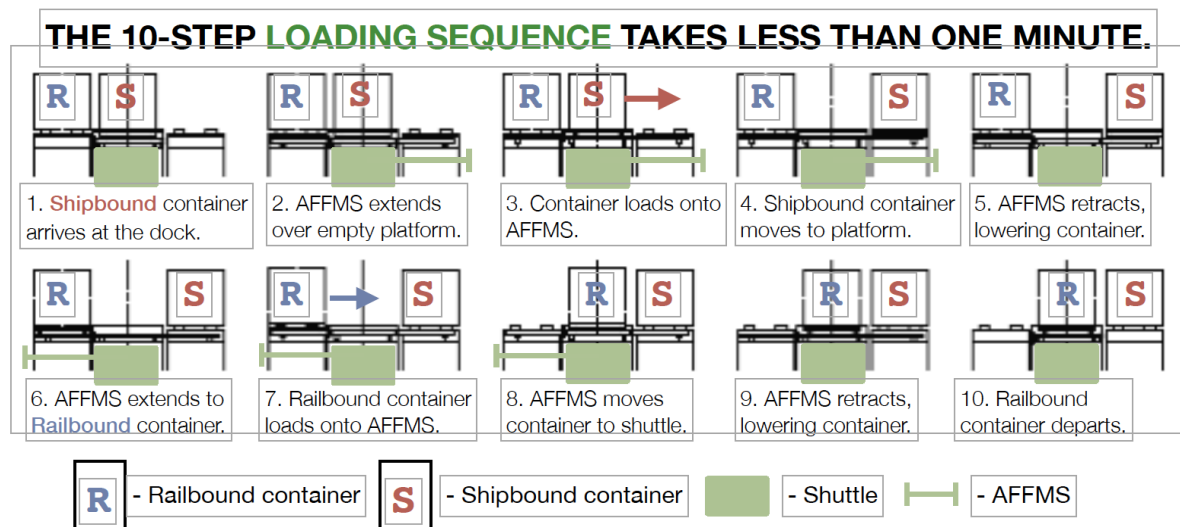 THE 10-STEP LOADING SEQUENCE TAKES LESS THAN ONE MINUTE.
R S
R S
R S
R S
R S
1. Shipbound container
arrives at the dock.
2. AFFMS extends
over empty platform.
3. Container loads onto
AFFMS.
4. Shipbound container
moves to platform.
5. AFFMS retracts,
lowering container.
R S
R S
R S
R S
R S
6. AFFMS extends to
Railbound container.
7. Railbound container
loads onto AFFMS.
8. AFFMS moves
container to shuttle.
9. AFFMS retracts,
lowering container.
10. Railbound
container departs.
R - Railbound container
S - Shipbound container
- Shuttle
- AFFMS